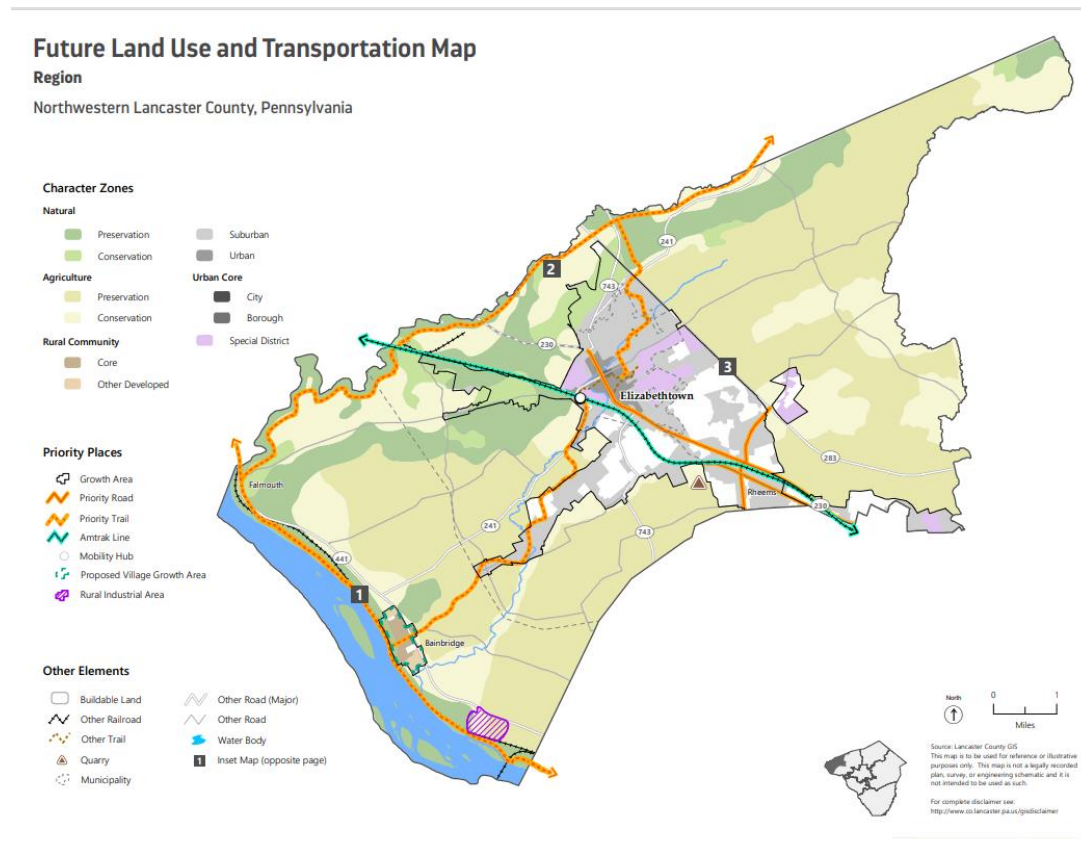 Future Land Use and Transportation Map
Region
Northwestern Lancaster County, Pennsylvania
Character Zones
Natural
Preservation
Conservation
Agriculture
Preservation
Conservation
Rural Community
Core
Other Developed
Suburban
Urban
Urban Core
City
Borough
Special District
Priority Places
Growth Area
Priority Road
Priority Trail
Amtrak Line
Mobility Hub
Proposed Village Growth Area
Rural Industrial Area
Other Elements
Buildable Land
Other Railroad
Other Trail
Quarry
Municipality
Other Road (Major)
Other Road
Water Body
1 Inset Map (opposite page)
241
2
743
230
3
Elizabethtown
283
Falmouth
Rheems
230
241
743
441
1
Bainbridge
North
0 1
Miles
Source: Lancaster County GIS
This map is to be used for reference or illustrative
purposes only. This map is not a legally recorded
plan, survey, or engineering schematic and it is
not intended to be used as such.
For complete disclaimer see:
http://www.co.lancaster.pa.us/gisdisclaimer